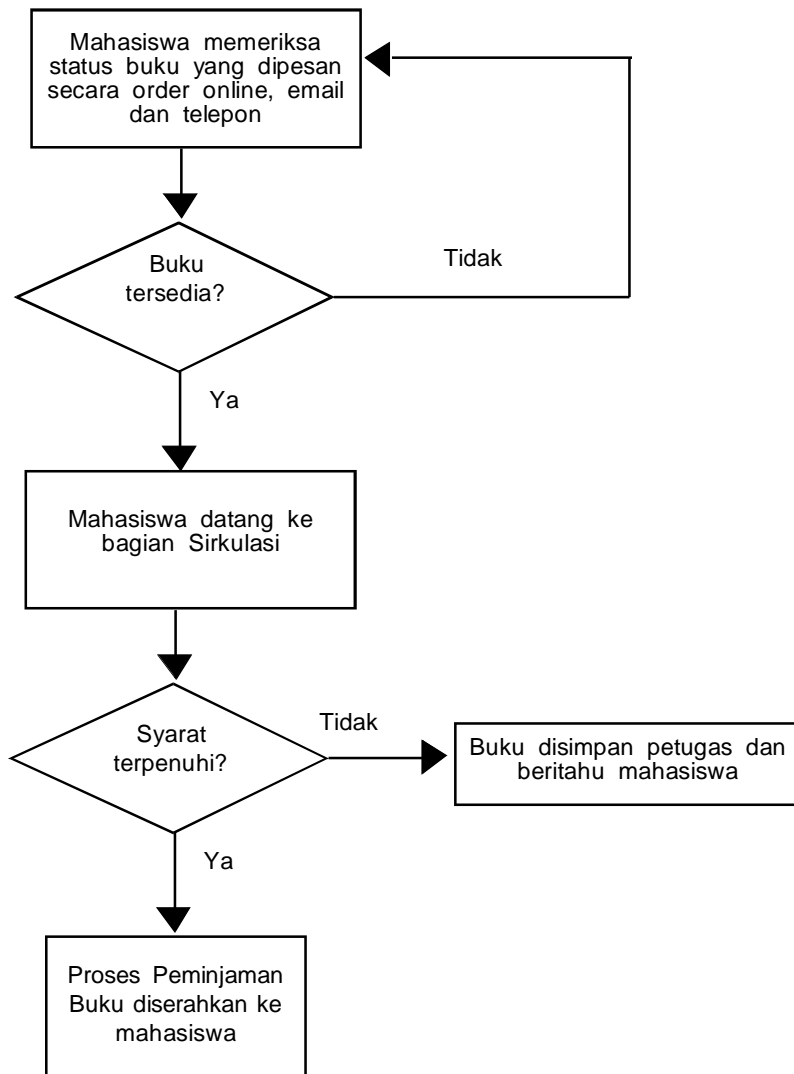 Mahasiswa memeriksa
status buku yang dipesan
secara order online, email
dan telepon
Buku
tersedia?
Tidak
Ya
Mahasiswa datang ke
bagian Sirkulasi
Syarat
terpenuhi?
Tidak
Buku disimpan petugas dan
beritahu mahasiswa
Ya
Proses Peminjaman
Buku diserahkan ke
mahasiswa